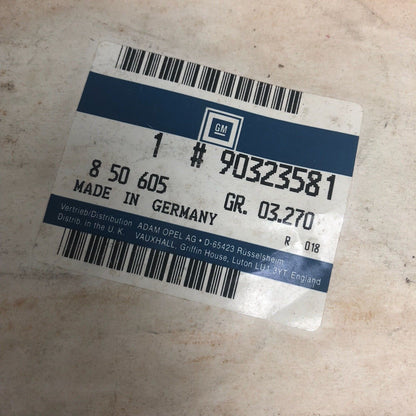 GM
1 # 90323581
8 50 605 GR. 03.270
MADE IN GERMANY
R 018
Vertrieb/Distribution ADAM OPEL AG • D-65423 Rüsselsheim
Distrib. in the U. K. VAUXHALL, Griffin House, Luton LU1 3YT England